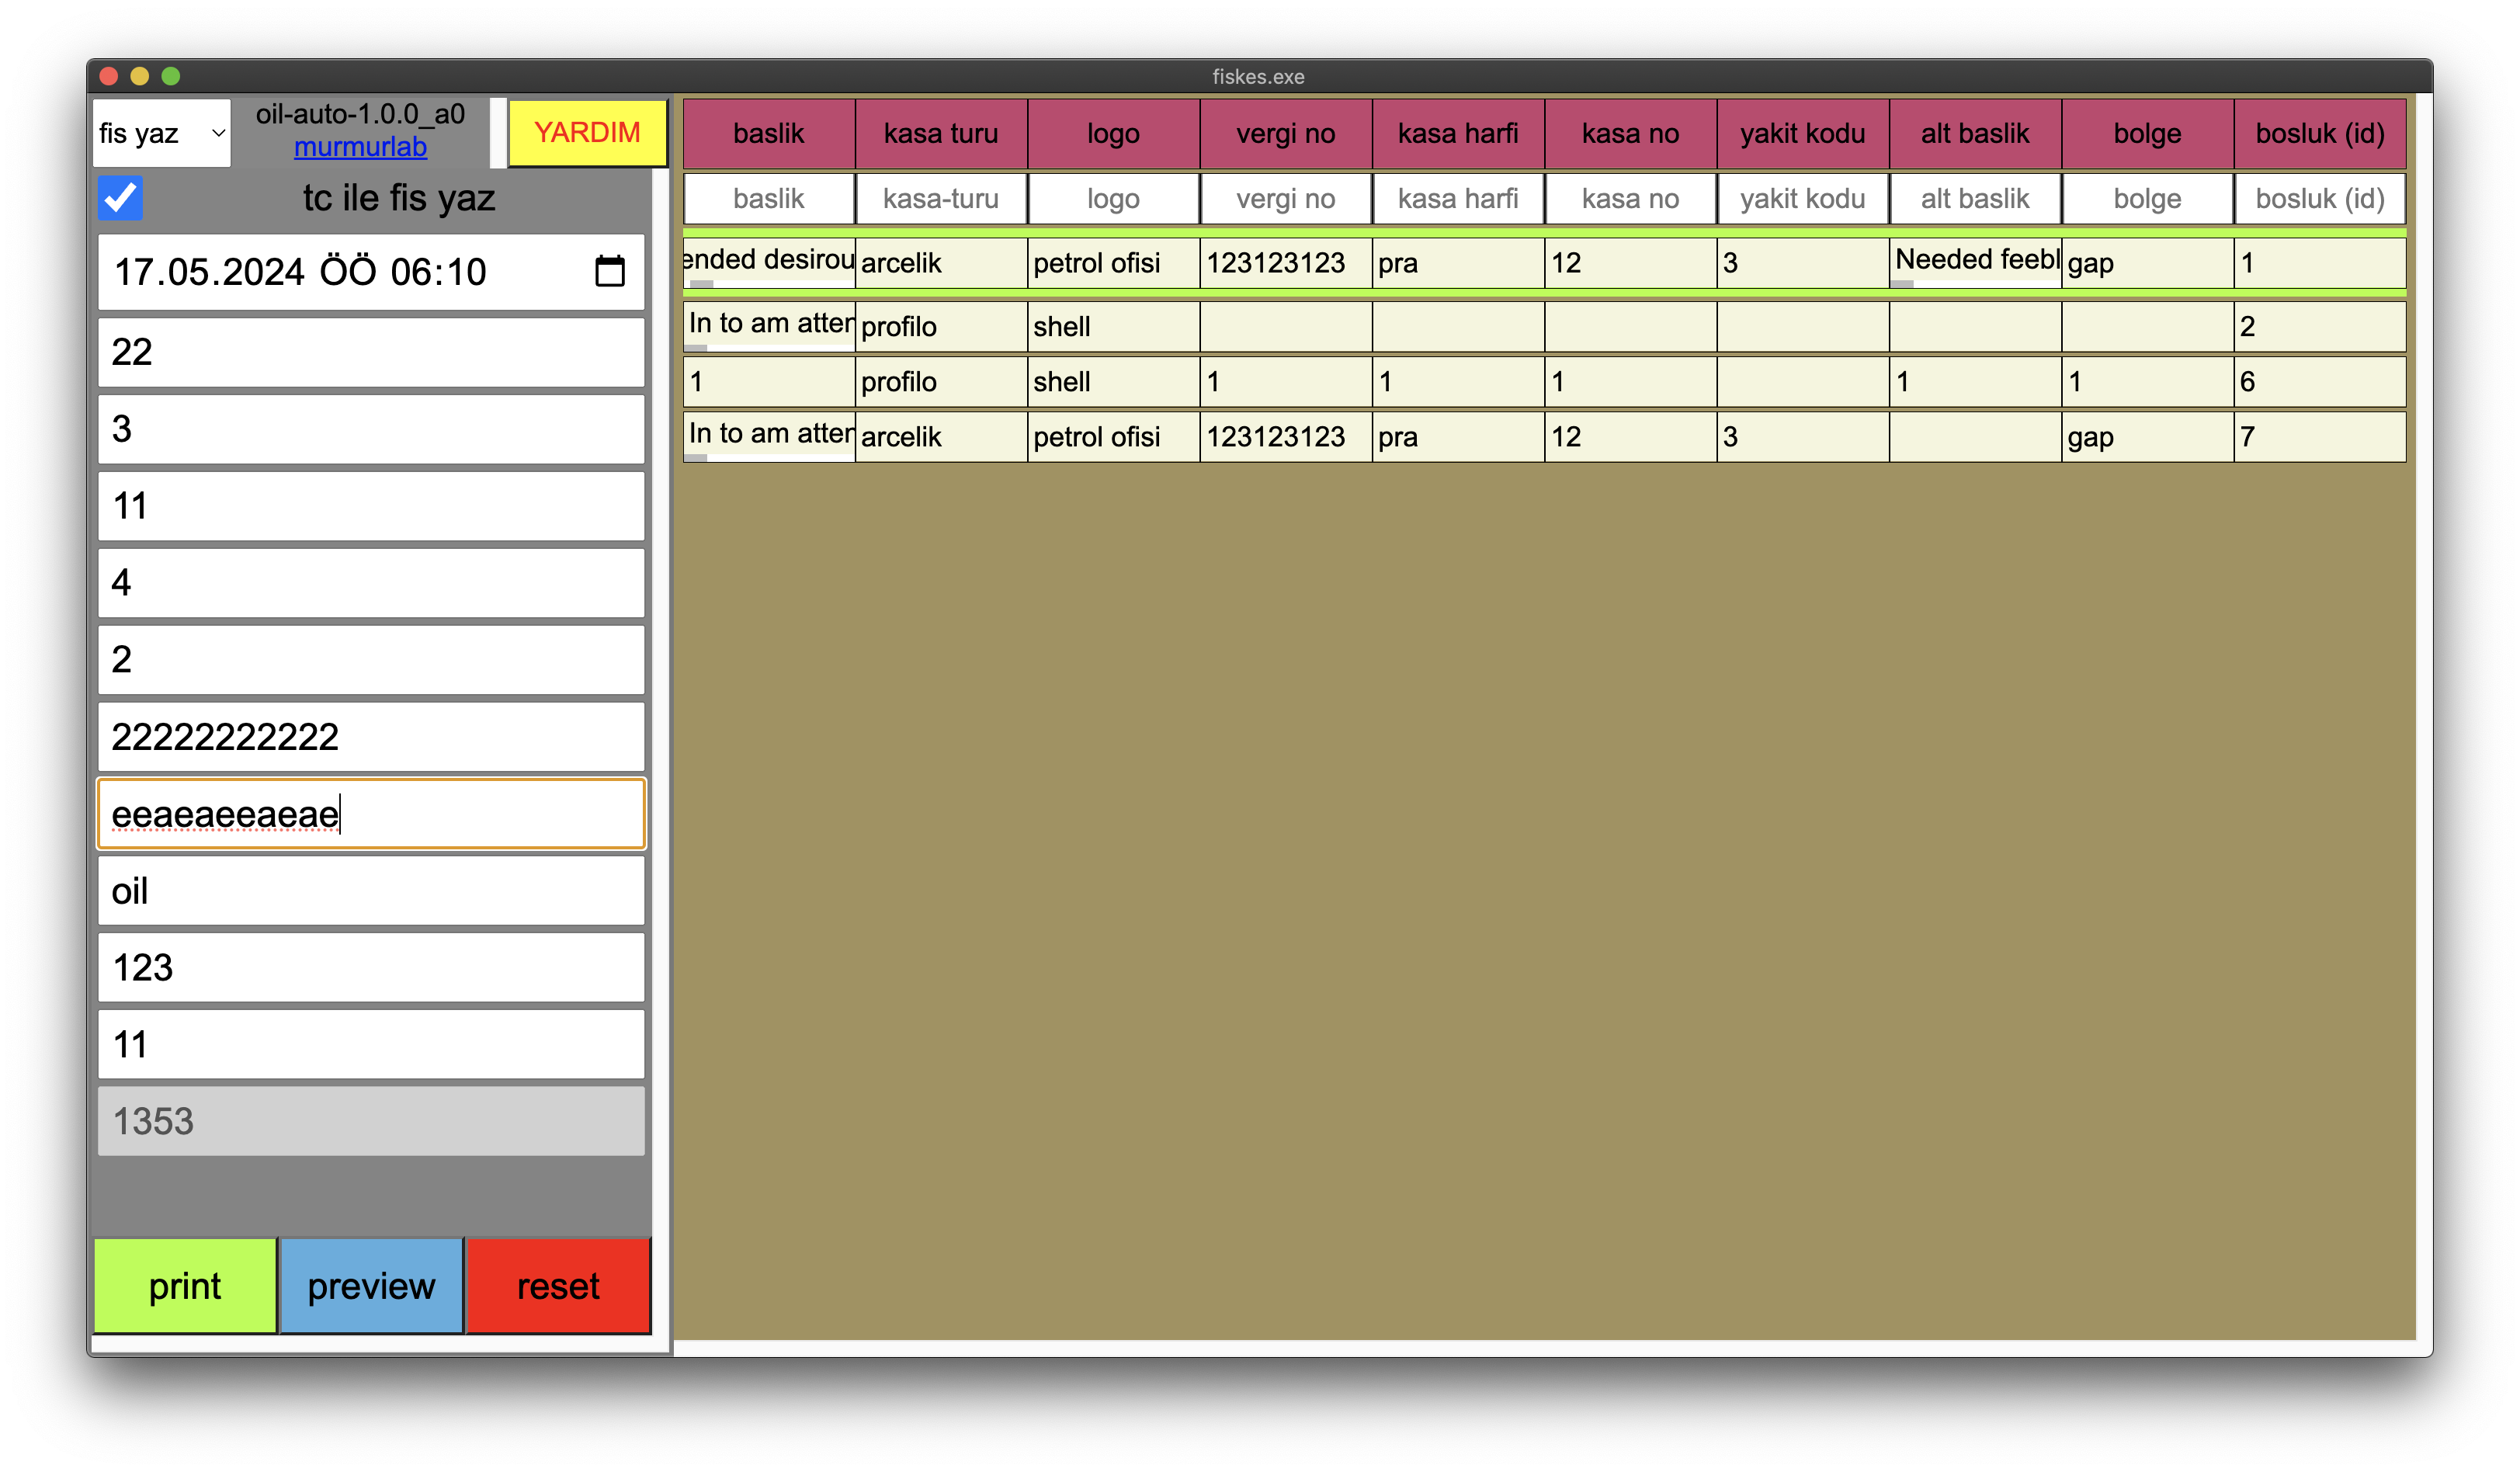 fiskes.exe
fis yaz
oil-auto-1.0.0_a0
murmurlab
YARDIM
tc ile fis yaz
17.05.2024 ÖÖ 06:10
22
3
11
4
2
22222222222
eeaeaeeaeae
oil
123
11
1353
print preview reset
baslik kasa turu logo vergi no kasa harfi kasa no yakit kodu alt baslik bolge bosluk (id)
baslik kasa-turu logo vergi no kasa harfi kasa no yakit kodu alt baslik bolge bosluk (id)
ended desirou arcelik petrol ofisi 123123123 pra 12 3 Needed feebl gap 1
In to am atten profilo shell 2
1 profilo shell 1 1 1 1 1 6
In to am atten arcelik petrol ofisi 123123123 pra 12 3 gap 7